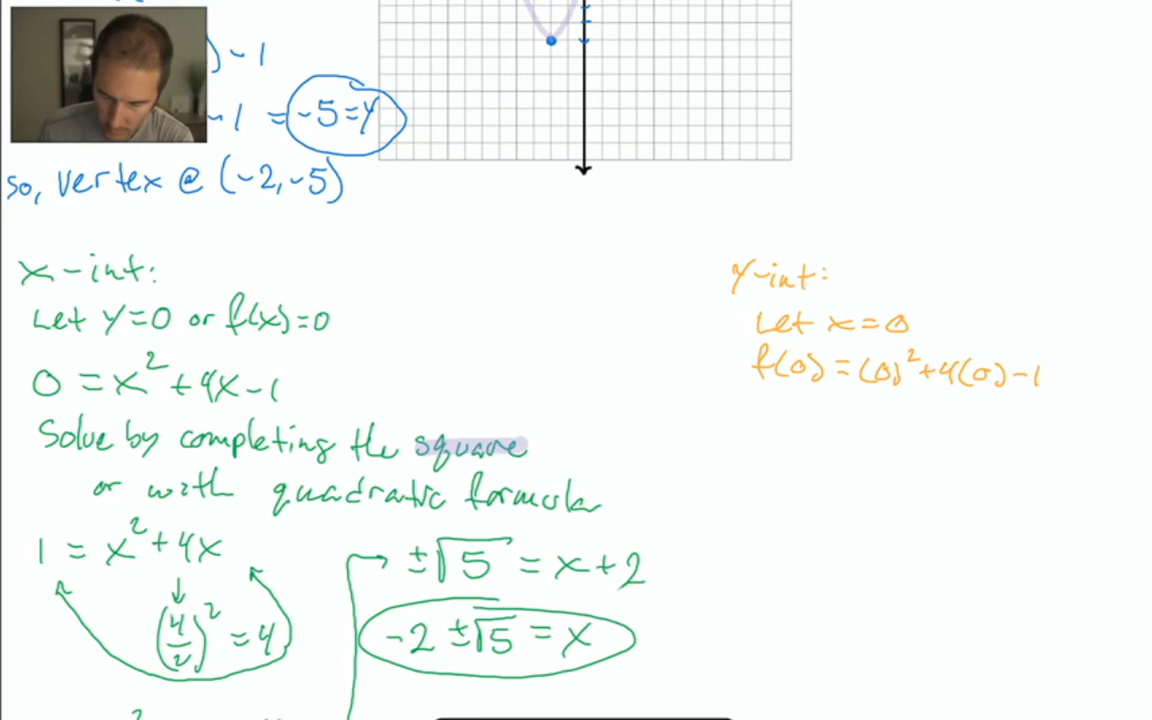 ) - 1
-1 = -5=y
so, vertex @ (-2, -5)
x-int:
Let y=0 or f(x)=0
0 = x² + 4x - 1
Solve by completing the square
or with quadratic formula
1 = x² + 4x
(4/2)² = 4
±√5 = x + 2
-2 ±√5 = x
y-int:
Let x = 0
f(0) = (0)² + 4(0) - 1